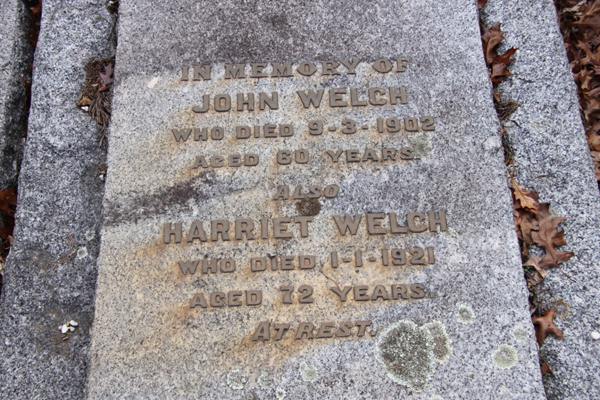 IN MEMORY OF
JOHN WELCH
WHO DIED 9-3-1902
AGED 60 YEARS.
ALSO
HARRIET WELCH
WHO DIED 1-1-1921
AGED 72 YEARS.
AT REST.